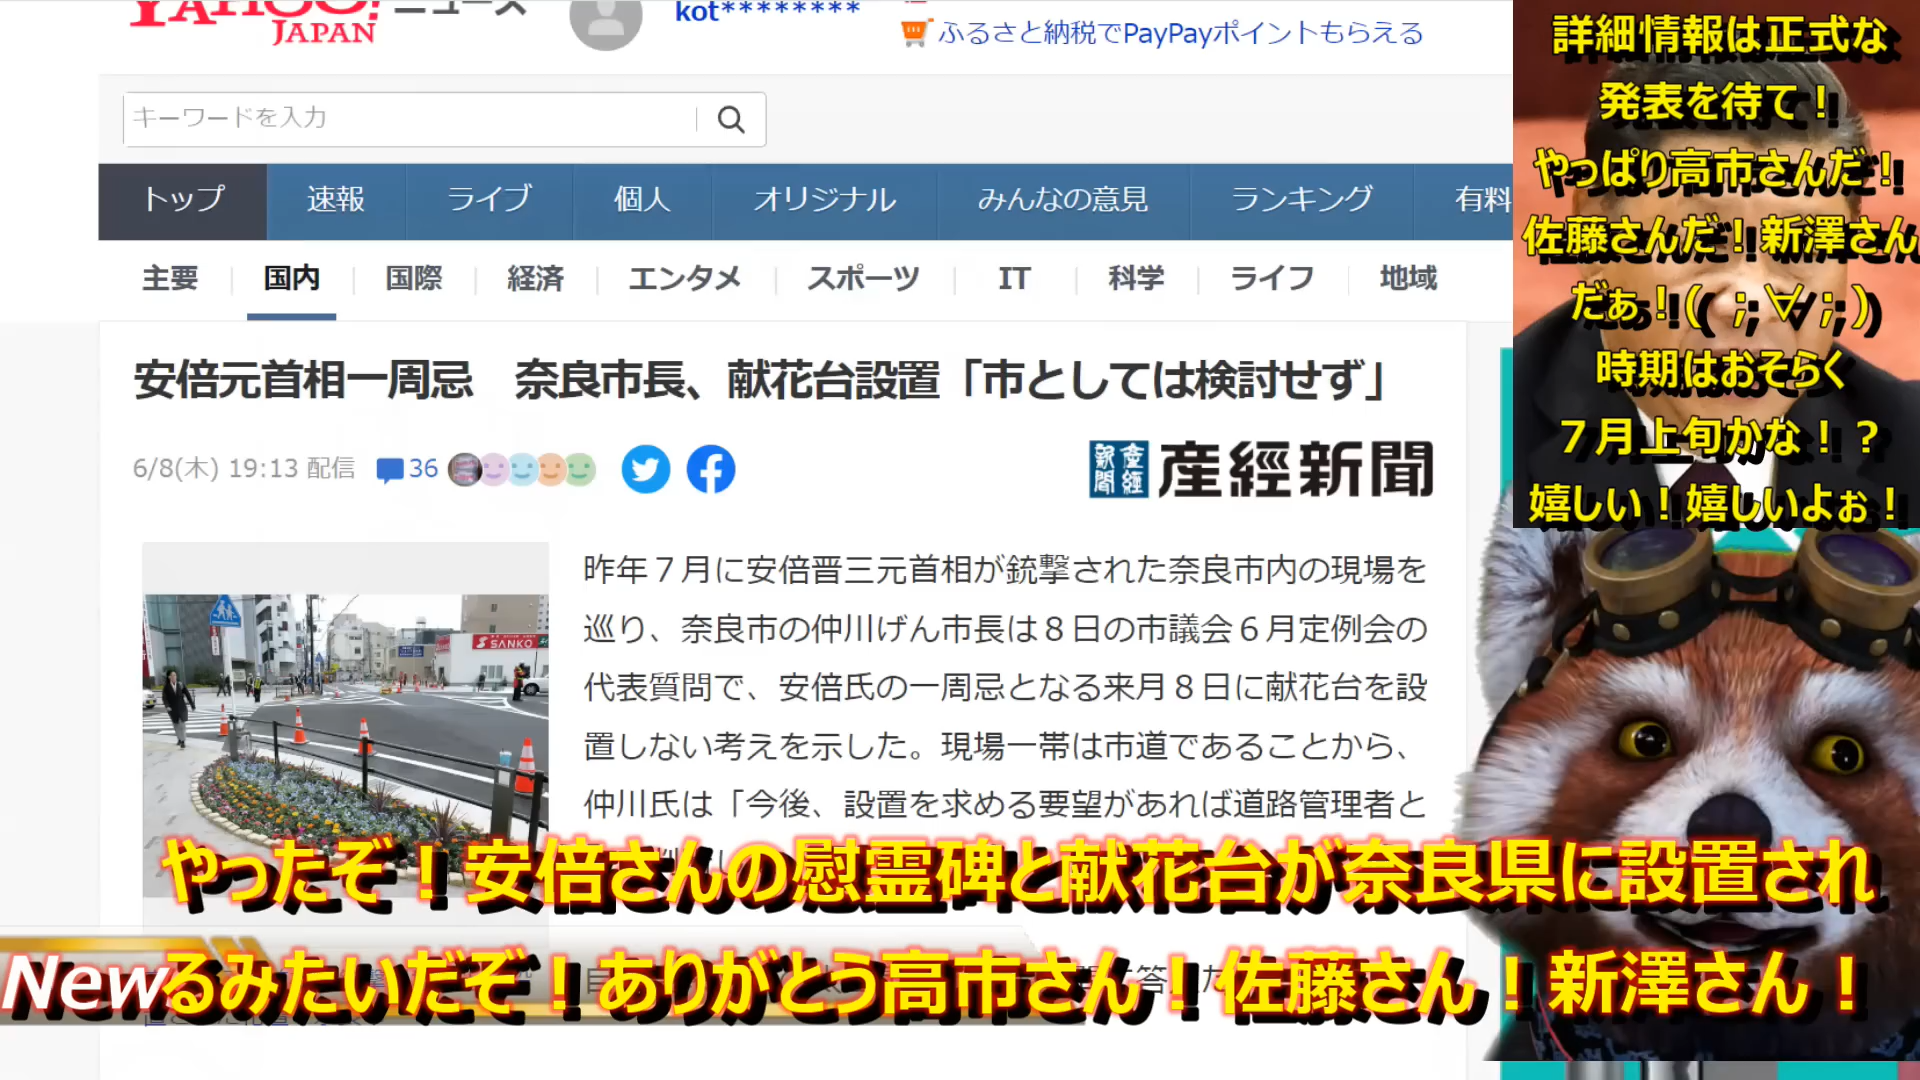 YAHOO! JAPAN ニュース
kot********
ふるさと納税でPayPayポイントもらえる
キーワードを入力
トップ 速報 ライブ 個人 オリジナル みんなの意見 ランキング 有料
主要 国内 国際 経済 エンタメ スポーツ IT 科学 ライフ 地域
安倍元首相一周忌　奈良市長、献花台設置「市としては検討せず」
6/8(木) 19:13 配信 36
産経新聞 産經新聞
昨年７月に安倍晋三元首相が銃撃された奈良市内の現場を
巡り、奈良市の仲川げん市長は８日の市議会６月定例会の
代表質問で、安倍氏の一周忌となる来月８日に献花台を設
置しない考えを示した。現場一帯は市道であることから、
仲川氏は「今後、設置を求める要望があれば道路管理者と
SANKO
詳細情報は正式な
発表を待て！
やっぱり高市さんだ！
佐藤さんだ！新澤さん
だぁ！( ；∀；)
時期はおそらく
７月上旬かな！？
嬉しい！嬉しいよぉ！
やったぞ！安倍さんの慰霊碑と献花台が奈良県に設置され
New
るみたいだぞ！ありがとう高市さん！佐藤さん！新澤さん！